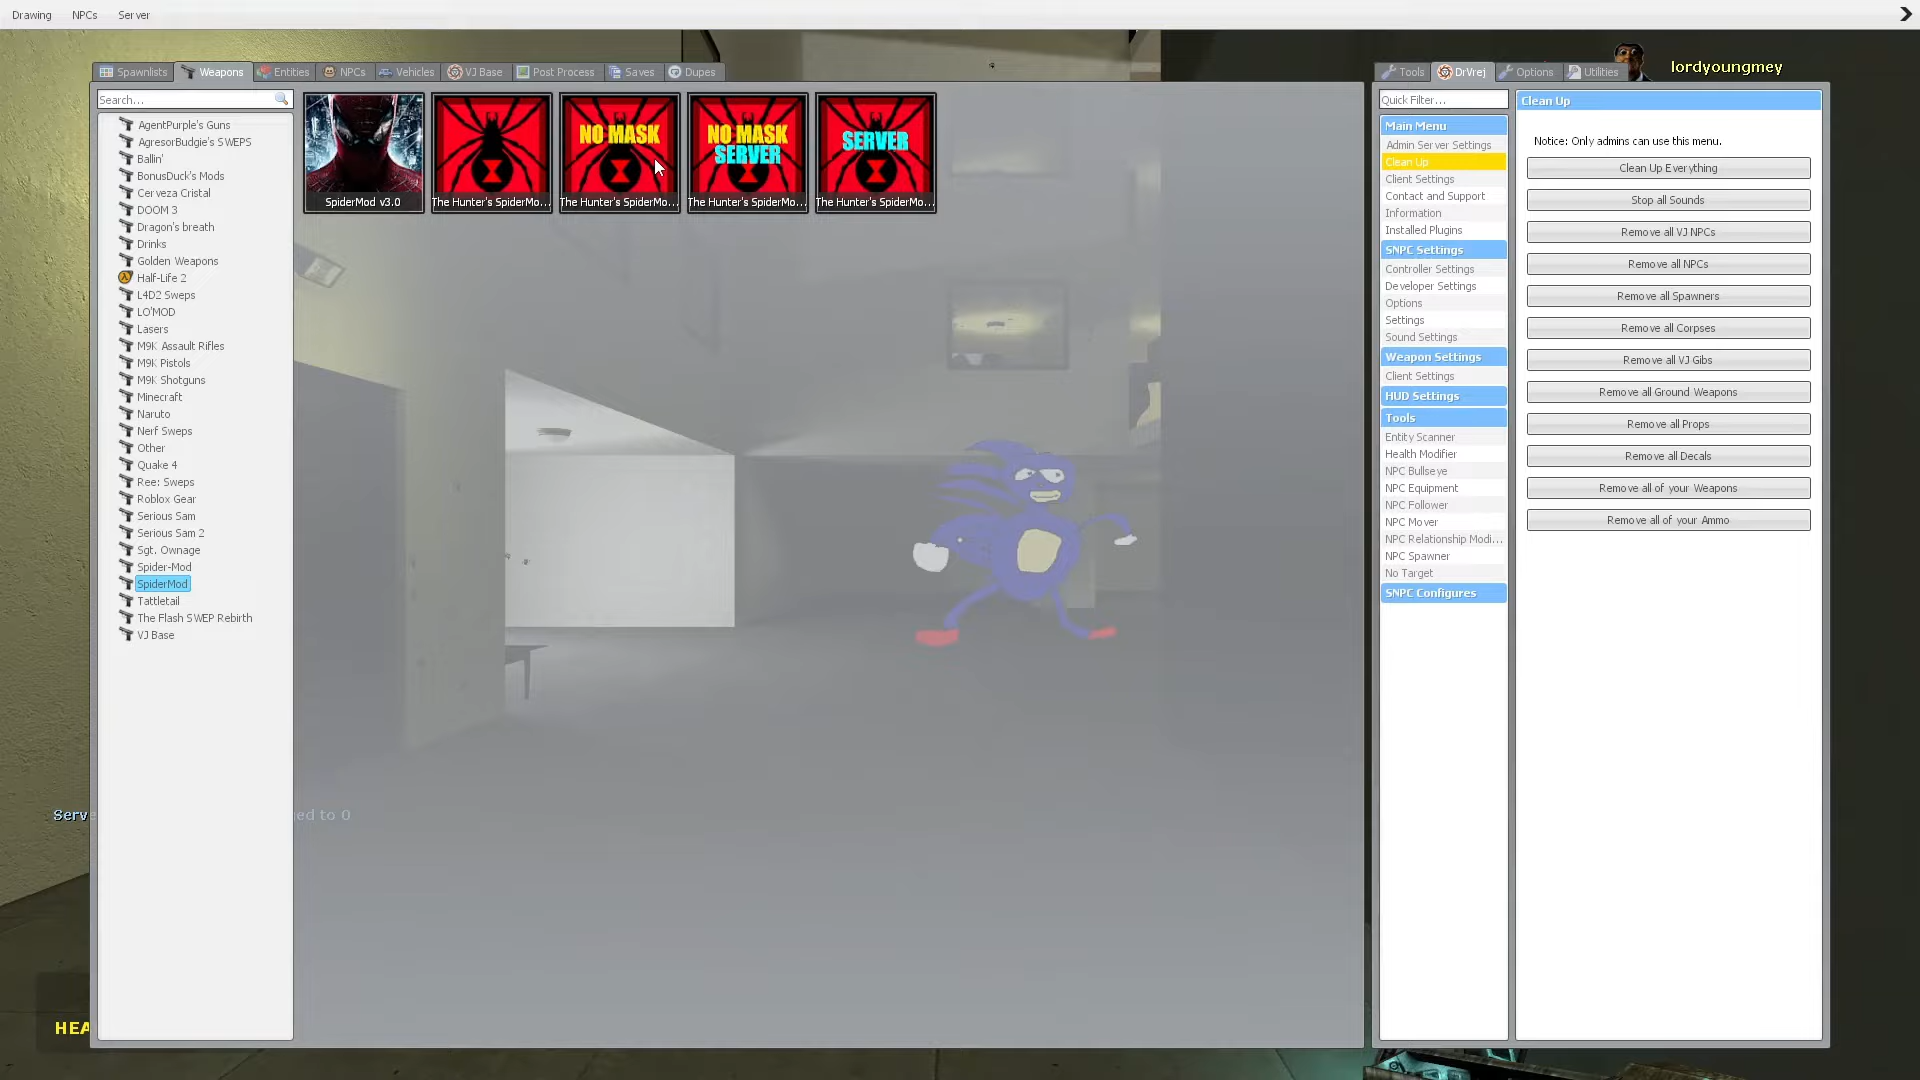 Drawing NPCs Server
lordyoungmey
Spawnlists Weapons Entities NPCs Vehicles VJ Base Post Process Saves Dupes
Tools DrVrej Options Utilities
Search...
AgentPurple's Guns
AgresorBudgie's SWEPS
Ballin'
BonusDuck's Mods
Cerveza Cristal
DOOM 3
Dragon's breath
Drinks
Golden Weapons
Half-Life 2
L4D2 Sweps
LO'MOD
Lasers
M9K Assault Rifles
M9K Pistols
M9K Shotguns
Minecraft
Naruto
Nerf Sweps
Other
Quake 4
Ree: Sweps
Roblox Gear
Serious Sam
Serious Sam 2
Sgt. Ownage
Spider-Mod
SpiderMod
Tattletail
The Flash SWEP Rebirth
VJ Base
SpiderMod v3.0
The Hunter's SpiderMo...
NO MASK
The Hunter's SpiderMo...
NO MASK
SERVER
The Hunter's SpiderMo...
SERVER
The Hunter's SpiderMo...
Serve
ged to 0
HEA
Quick Filter...
Main Menu
Admin Server Settings
Clean Up
Client Settings
Contact and Support
Information
Installed Plugins
SNPC Settings
Controller Settings
Developer Settings
Options
Settings
Sound Settings
Weapon Settings
Client Settings
HUD Settings
Tools
Entity Scanner
Health Modifier
NPC Bullseye
NPC Equipment
NPC Follower
NPC Mover
NPC Relationship Modi...
NPC Spawner
No Target
SNPC Configures
Clean Up
Notice: Only admins can use this menu.
Clean Up Everything
Stop all Sounds
Remove all VJ NPCs
Remove all NPCs
Remove all Spawners
Remove all Corpses
Remove all VJ Gibs
Remove all Ground Weapons
Remove all Props
Remove all Decals
Remove all of your Weapons
Remove all of your Ammo